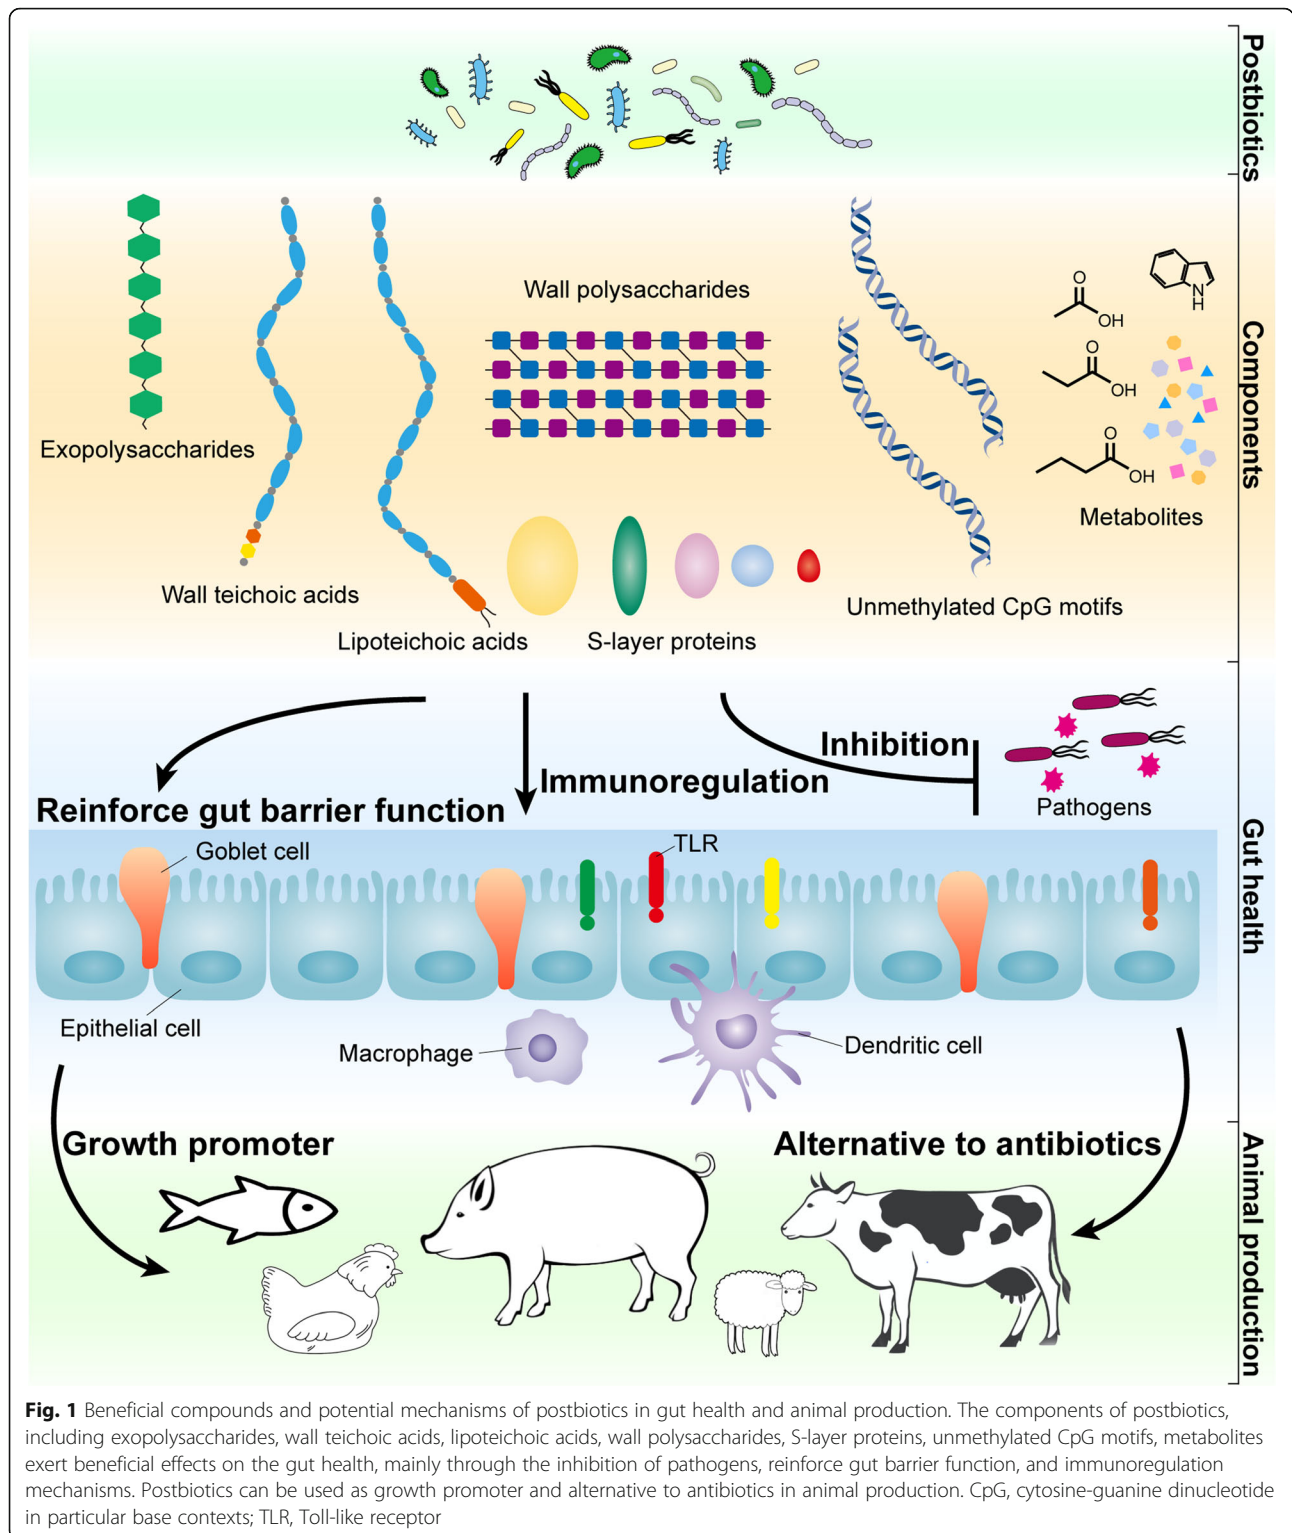 Postbiotics
O
N
H
OH
Wall polysaccharides
O
OH
Components
O
OH
Exopolysaccharides
Metabolites
Wall teichoic acids
Unmethylated CpG motifs
Lipoteichoic acids
S-layer proteins
Inhibition
Immunoregulation
Reinforce gut barrier function
Pathogens
Goblet cell
TLR
Gut health
Epithelial cell
Macrophage
Dendritic cell
Growth promoter
Alternative to antibiotics
Animal production
Fig. 1 Beneficial compounds and potential mechanisms of postbiotics in gut health and animal production. The components of postbiotics,
including exopolysaccharides, wall teichoic acids, lipoteichoic acids, wall polysaccharides, S-layer proteins, unmethylated CpG motifs, metabolites
exert beneficial effects on the gut health, mainly through the inhibition of pathogens, reinforce gut barrier function, and immunoregulation
mechanisms. Postbiotics can be used as growth promoter and alternative to antibiotics in animal production. CpG, cytosine-guanine dinucleotide
in particular base contexts; TLR, Toll-like receptor